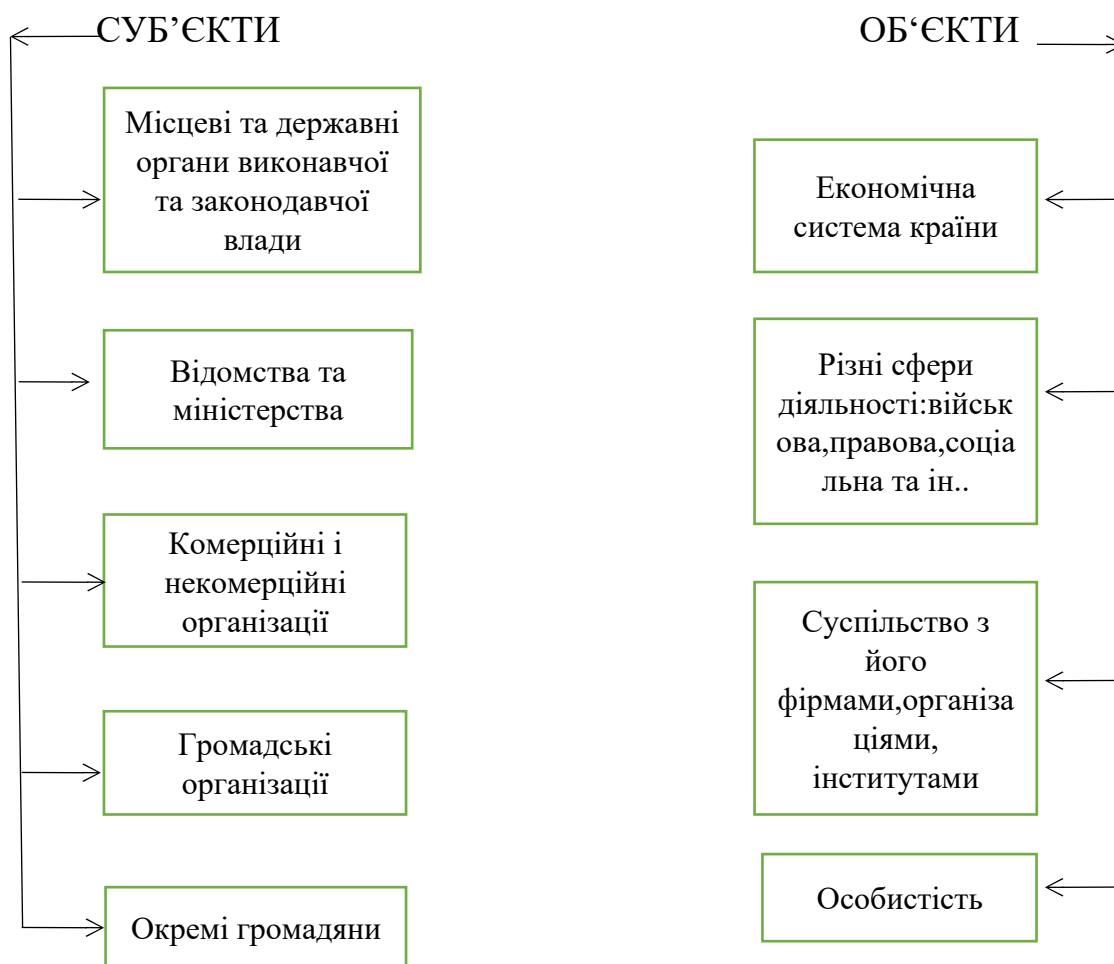 СУБ’ЄКТИ
Місцеві та державні
органи виконавчої
та законодавчої
влади
Відомства та
міністерства
Комерційні і
некомерційні
організації
Громадські
організації
Окремі громадяни
ОБ‘ЄКТИ
Економічна
система країни
Різні сфери
діяльності:військ
ова,правова,соціа
льна та ін..
Суспільство з
його
фірмами,організа
ціями,
інститутами
Особистість